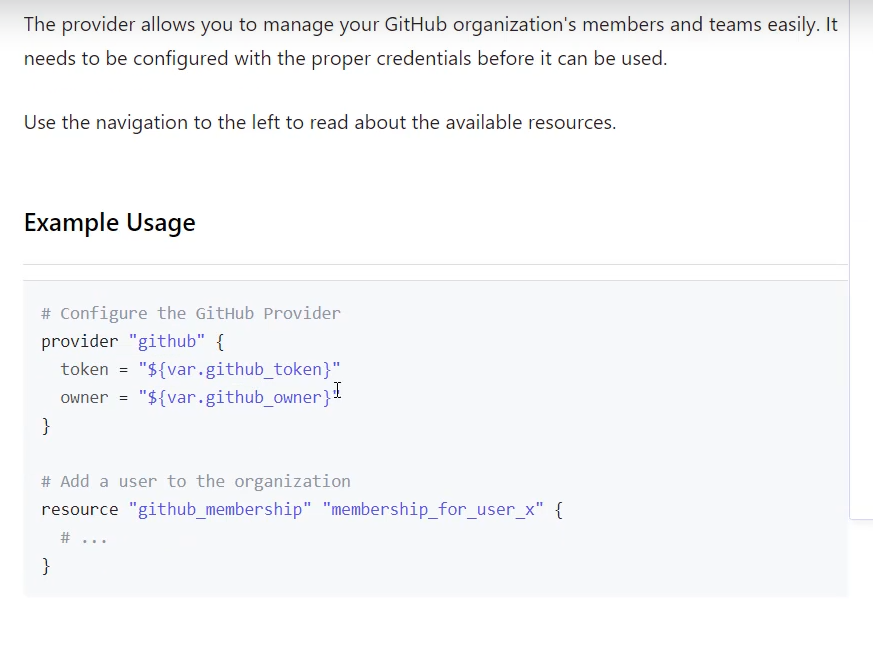 The provider allows you to manage your GitHub organization's members and teams easily. It
needs to be configured with the proper credentials before it can be used.
Use the navigation to the left to read about the available resources.
Example Usage
# Configure the GitHub Provider
provider "github" {
  token = "${var.github_token}"
  owner = "${var.github_owner}"
}
# Add a user to the organization
resource "github_membership" "membership_for_user_x" {
  # ...
}